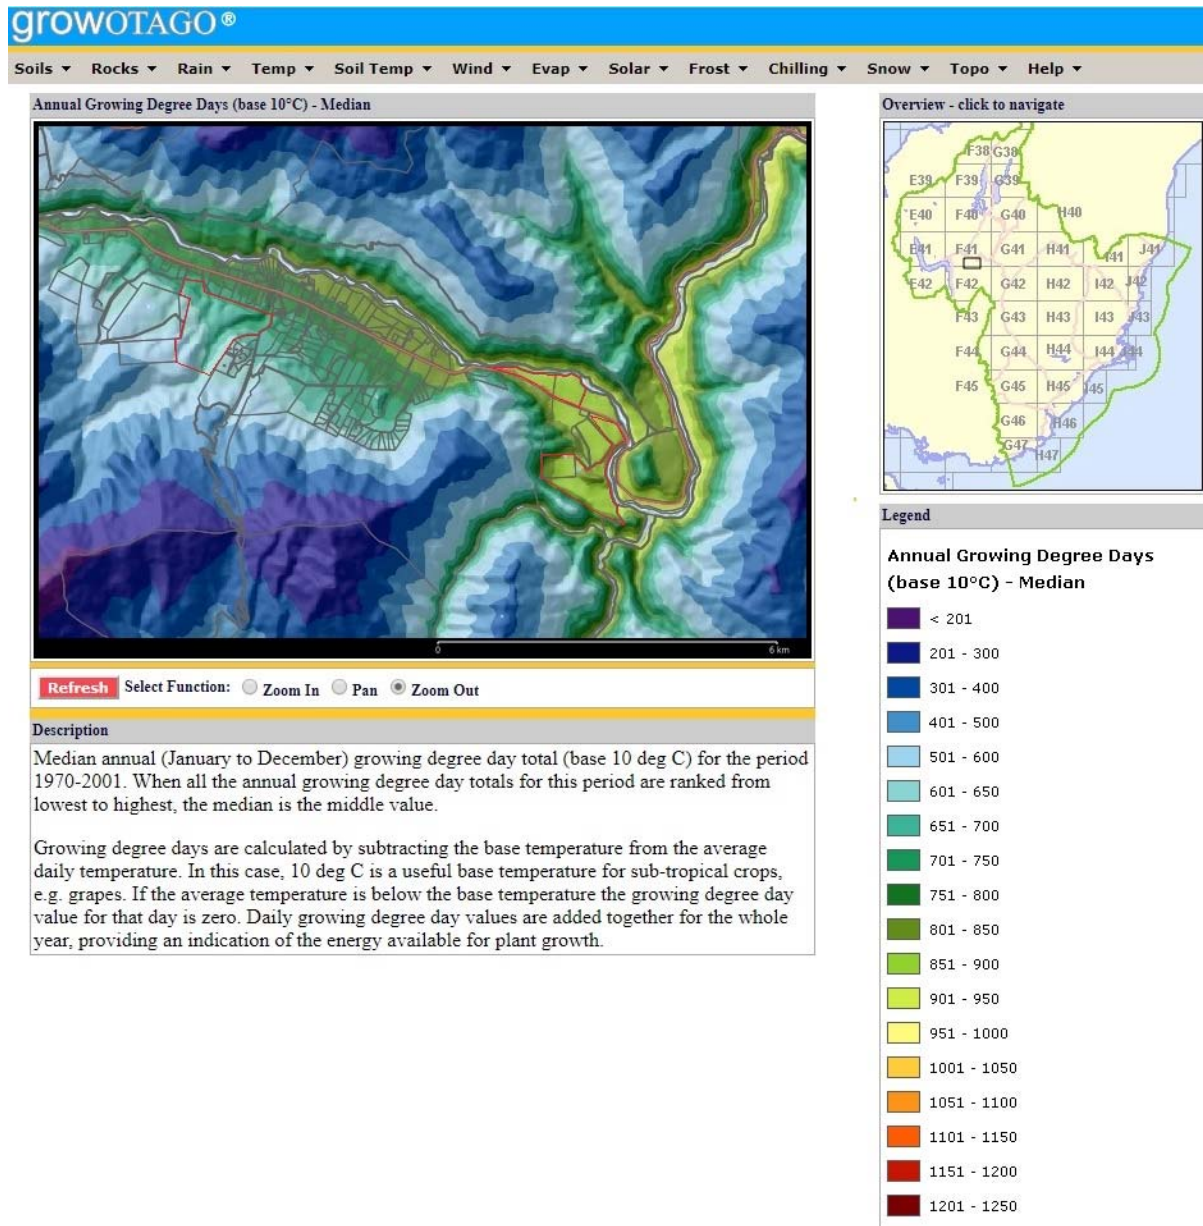 growOTAGO®
Soils Rocks Rain Temp Soil Temp Wind Evap Solar Frost Chilling Snow Topo Help
Annual Growing Degree Days (base 10°C) - Median
0 6 km
Refresh Select Function: Zoom In Pan Zoom Out
Description
Median annual (January to December) growing degree day total (base 10 deg C) for the period
1970-2001. When all the annual growing degree day totals for this period are ranked from
lowest to highest, the median is the middle value.
Growing degree days are calculated by subtracting the base temperature from the average
daily temperature. In this case, 10 deg C is a useful base temperature for sub-tropical crops,
e.g. grapes. If the average temperature is below the base temperature the growing degree day
value for that day is zero. Daily growing degree day values are added together for the whole
year, providing an indication of the energy available for plant growth.
Overview - click to navigate
F38 G38
E39 F39 G39
E40 F40 G40 H40
E41 F41 G41 H41 I41 J41
E42 F42 G42 H42 I42 J42
F43 G43 H43 I43 J43
F44 G44 H44 I44 J44
F45 G45 H45 I45
G46 H46
G47 H47
Legend
Annual Growing Degree Days
(base 10°C) - Median
< 201
201 - 300
301 - 400
401 - 500
501 - 600
601 - 650
651 - 700
701 - 750
751 - 800
801 - 850
851 - 900
901 - 950
951 - 1000
1001 - 1050
1051 - 1100
1101 - 1150
1151 - 1200
1201 - 1250